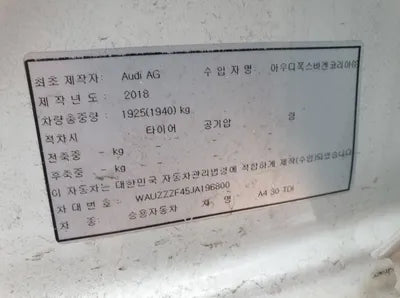 최초 제작자: Audi AG 수 입 자 명: 아우디폭스바겐코리아㈜
제 작 년 도 : 2018
차량총중량 : 1925(1940) kg
적차시 타이어 공기압 량
전축중 - kg
후축중 - kg
이 자동차는 대한민국 자동차관리법령에 적합하게 제작(수입)되었습니다
차 대 번 호 : WAUZZZF45JA196800
차 종: 승용자동차 차 명: A4 30 TDI